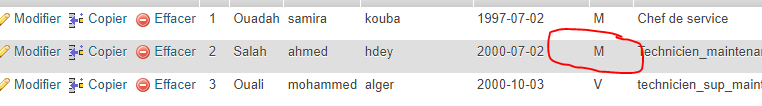 Modifier Copier Effacer 1 Ouadah samira kouba 1997-07-02 M Chef de service
Modifier Copier Effacer 2 Salah ahmed hdey 2000-07-02 M Technicien_maintena
Modifier Copier Effacer 3 Ouali mohammed alger 2000-10-03 V technicien_sup_maint